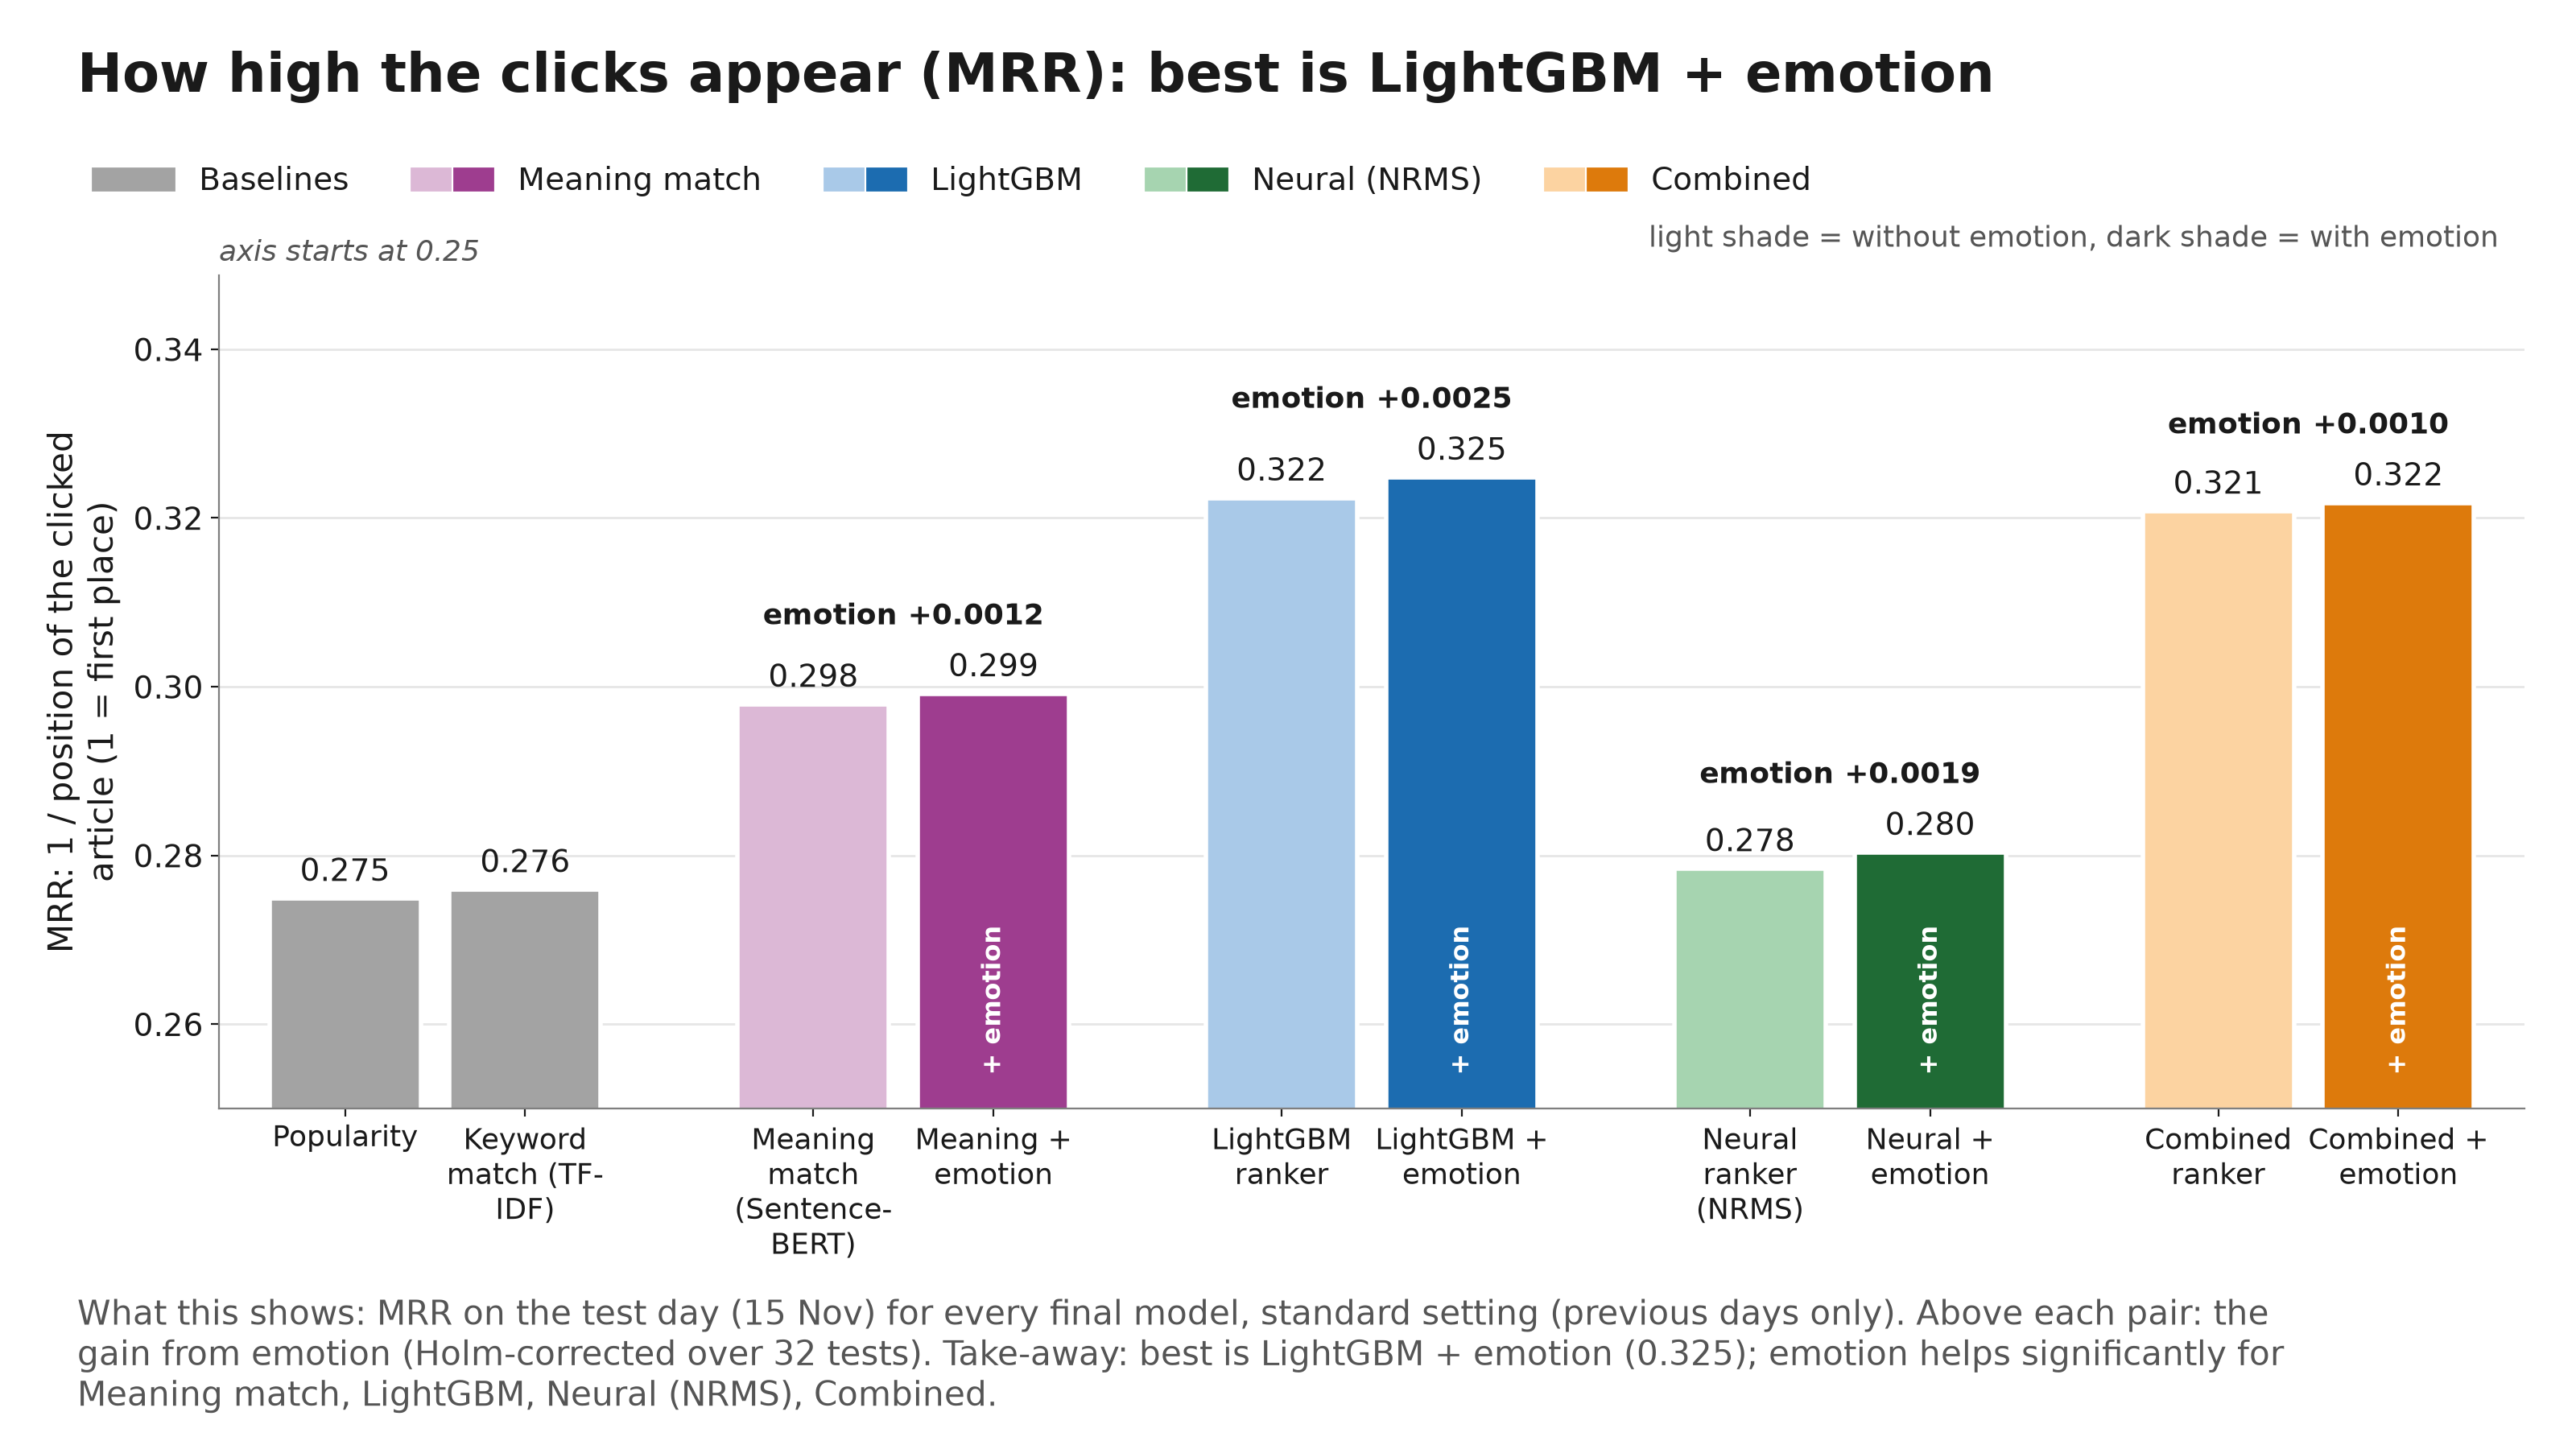 How high the clicks appear (MRR): best is LightGBM + emotion
Baselines
Meaning match
LightGBM
Neural (NRMS)
Combined
light shade = without emotion, dark shade = with emotion
axis starts at 0.25
MRR: 1 / position of the clicked
article (1 = first place)
0.34
0.32
0.30
0.28
0.26
0.275
0.276
emotion +0.0012
0.298
0.299
+ emotion
emotion +0.0025
0.322
0.325
+ emotion
emotion +0.0019
0.278
0.280
+ emotion
emotion +0.0010
0.321
0.322
+ emotion
Popularity
Keyword
match (TF-
IDF)
Meaning
match
(Sentence-
BERT)
Meaning +
emotion
LightGBM
ranker
LightGBM +
emotion
Neural
ranker
(NRMS)
Neural +
emotion
Combined
ranker
Combined +
emotion
What this shows: MRR on the test day (15 Nov) for every final model, standard setting (previous days only). Above each pair: the
gain from emotion (Holm-corrected over 32 tests). Take-away: best is LightGBM + emotion (0.325); emotion helps significantly for
Meaning match, LightGBM, Neural (NRMS), Combined.